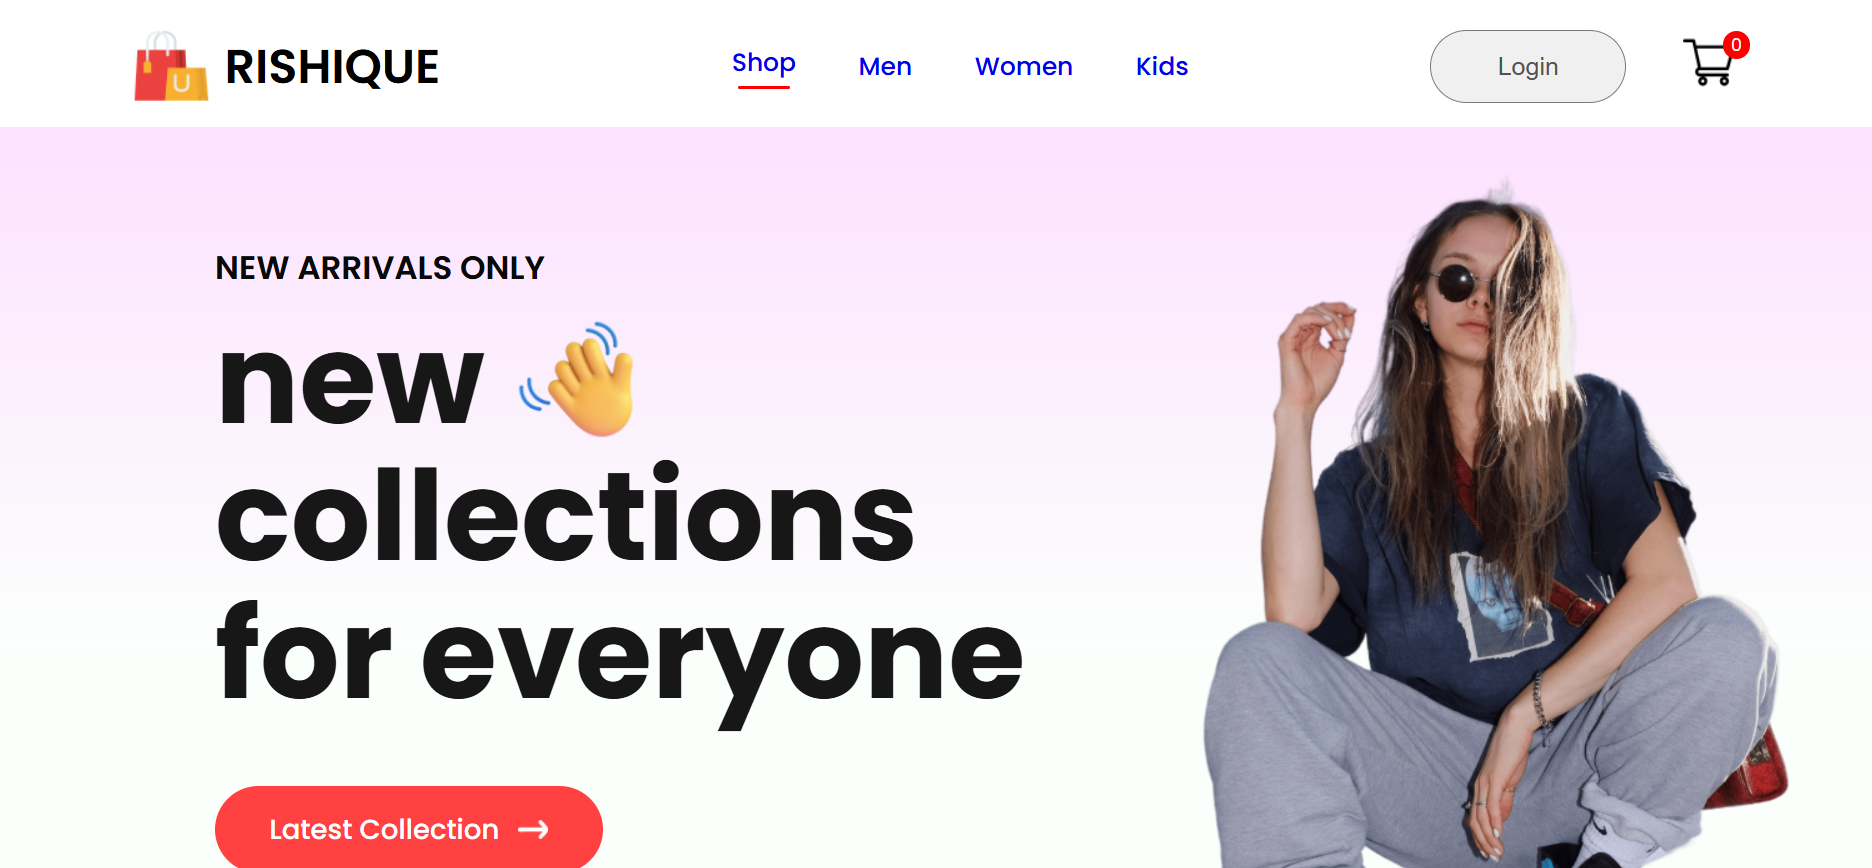 RISHIQUE
Shop
Men
Women
Kids
Login
0
NEW ARRIVALS ONLY
new
collections
for everyone
Latest Collection